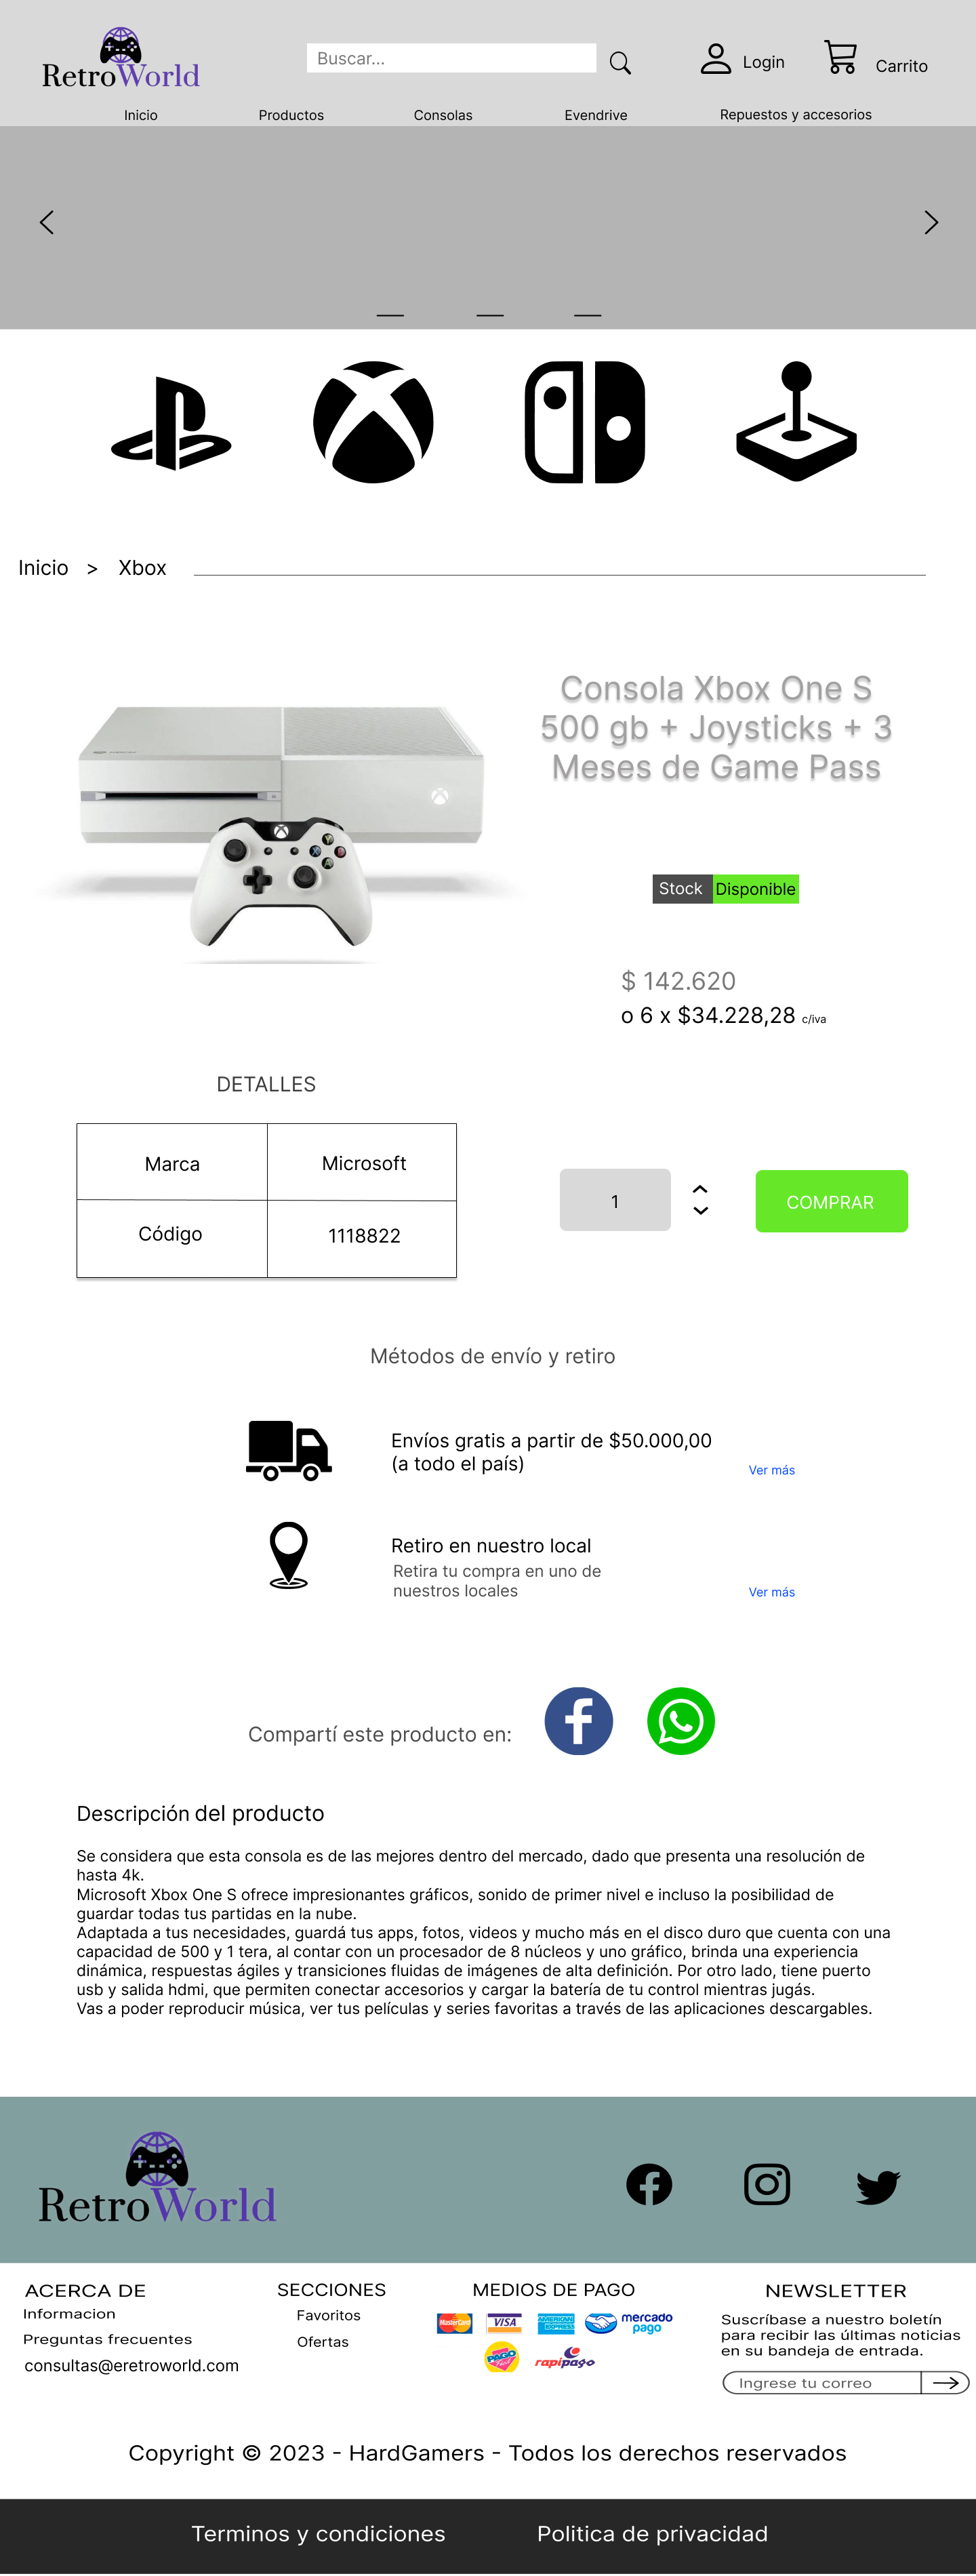 RetroWorld
Buscar...
Login
Carrito
Inicio
Productos
Consolas
Evendrive
Repuestos y accesorios
Inicio > Xbox
Consola Xbox One S
500 gb + Joysticks + 3
Meses de Game Pass
Stock Disponible
$ 142.620
o 6 x $34.228,28 c/iva
DETALLES
Marca Microsoft
Código 1118822
1
COMPRAR
Métodos de envío y retiro
Envíos gratis a partir de $50.000,00
(a todo el país)
Ver más
Retiro en nuestro local
Retira tu compra en uno de
nuestros locales
Ver más
Compartí este producto en:
Descripción del producto
Se considera que esta consola es de las mejores dentro del mercado, dado que presenta una resolución de
hasta 4k.
Microsoft Xbox One S ofrece impresionantes gráficos, sonido de primer nivel e incluso la posibilidad de
guardar todas tus partidas en la nube.
Adaptada a tus necesidades, guardá tus apps, fotos, videos y mucho más en el disco duro que cuenta con una
capacidad de 500 y 1 tera, al contar con un procesador de 8 núcleos y uno gráfico, brinda una experiencia
dinámica, respuestas ágiles y transiciones fluidas de imágenes de alta definición. Por otro lado, tiene puerto
usb y salida hdmi, que permiten conectar accesorios y cargar la batería de tu control mientras jugás.
Vas a poder reproducir música, ver tus películas y series favoritas a través de las aplicaciones descargables.
RetroWorld
ACERCA DE
Informacion
Preguntas frecuentes
consultas@eretroworld.com
SECCIONES
Favoritos
Ofertas
MEDIOS DE PAGO
MasterCard
VISA
AMERICAN EXPRESS
mercado
pago
PAGO
FACIL
rapipago
NEWSLETTER
Suscríbase a nuestro boletín
para recibir las últimas noticias
en su bandeja de entrada.
Ingrese tu correo
Copyright © 2023 - HardGamers - Todos los derechos reservados
Terminos y condiciones
Politica de privacidad